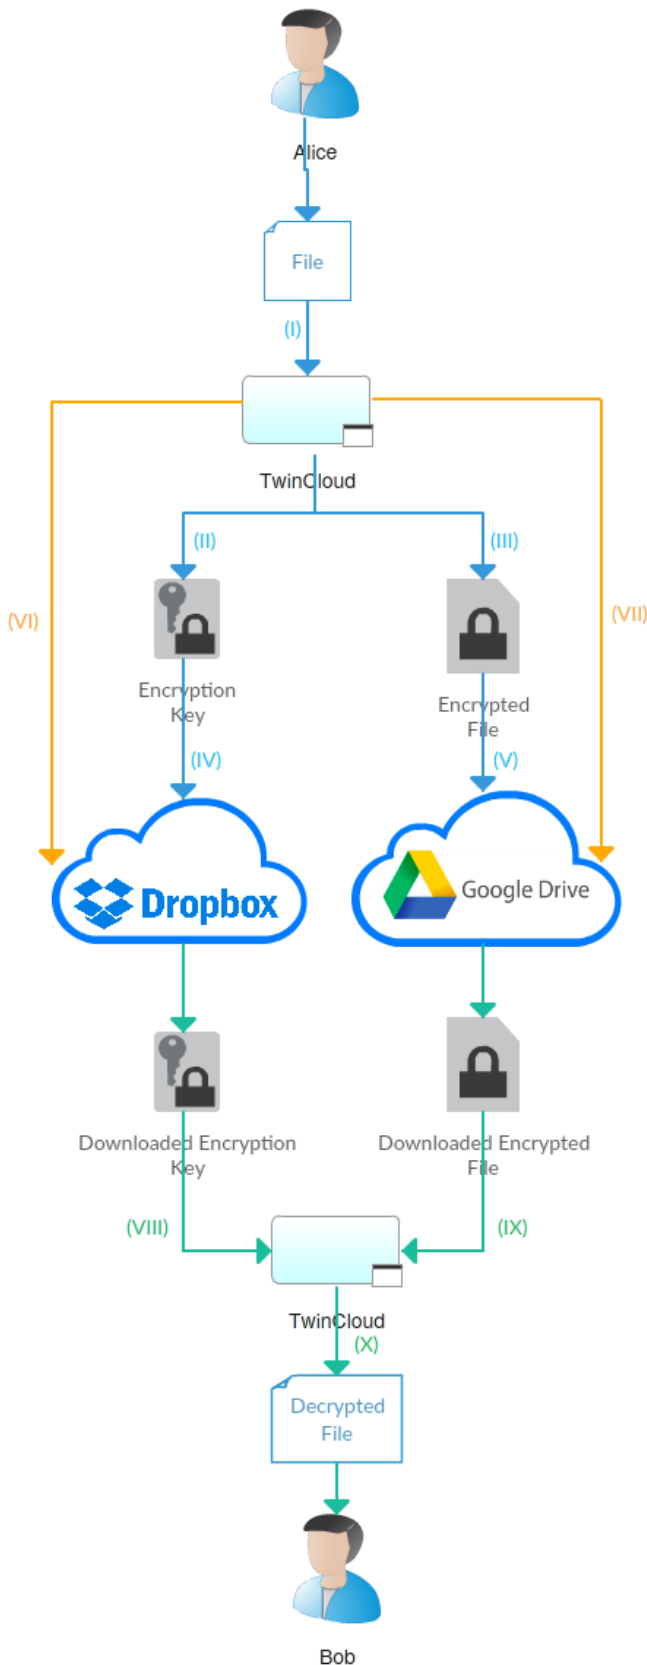 Alice
File
(I)
TwinCloud
(II)
(III)
(VI)
(VII)
Encryption
Key
Encrypted
File
(IV)
(V)
Dropbox
Google Drive
Downloaded Encryption
Key
Downloaded Encrypted
File
(VIII)
(IX)
TwinCloud
(X)
Decrypted
File
Bob